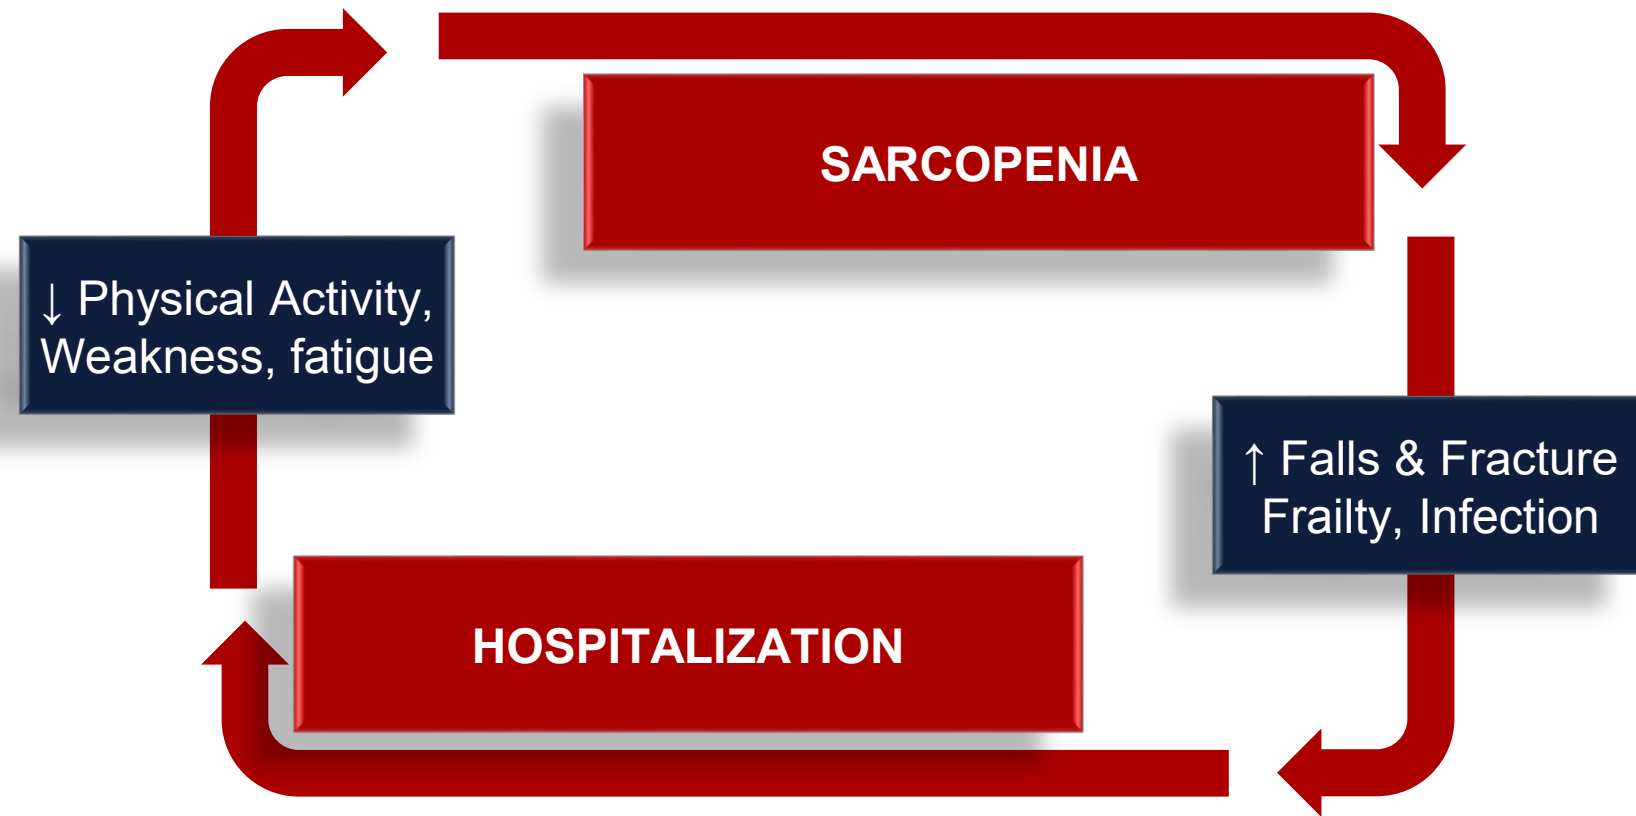 SARCOPENIA
↓ Physical Activity,
Weakness, fatigue
↑ Falls & Fracture
Frailty, Infection
HOSPITALIZATION